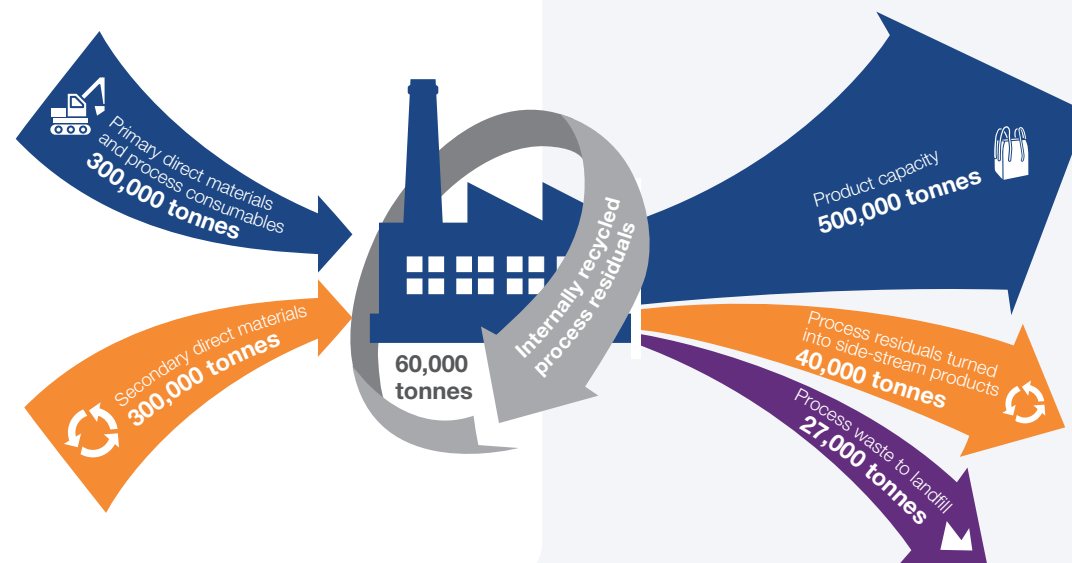 Primary direct materials
and process consumables
300,000 tonnes
Secondary direct materials
300,000 tonnes
Internally recycled
process residuals
60,000
tonnes
Product capacity
500,000 tonnes
Process residuals turned
into side-stream products
40,000 tonnes
Process waste to landfill
27,000 tonnes